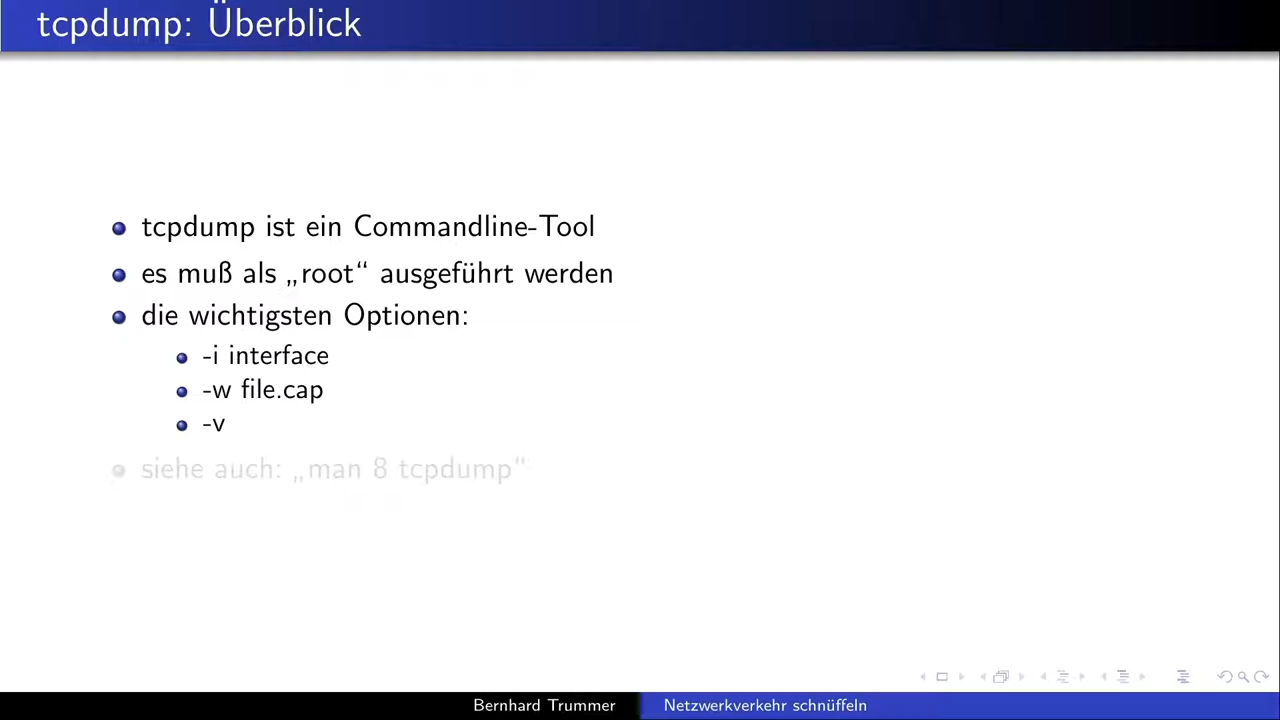 tcpdump: Überblick
tcpdump ist ein Commandline-Tool
es muß als „root“ ausgeführt werden
die wichtigsten Optionen:
-i interface
-w file.cap
-v
siehe auch: „man 8 tcpdump“
Bernhard Trummer
Netzwerkverkehr schnüffeln